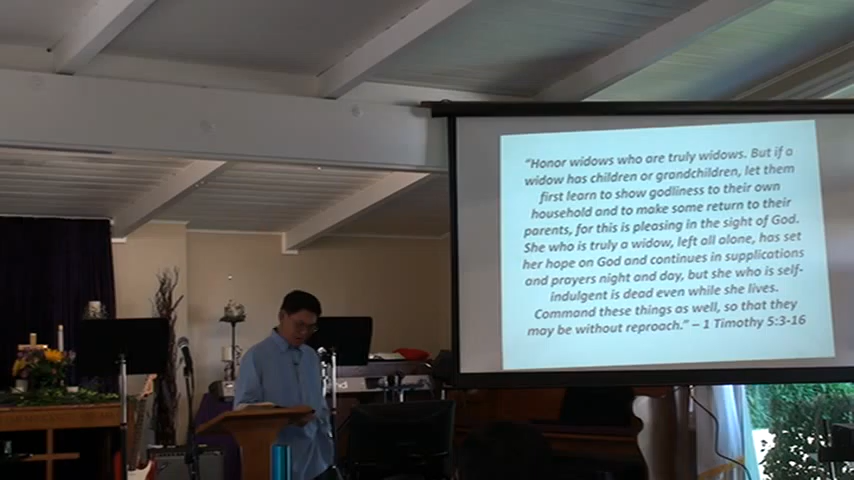 "Honor widows who are truly widows. But if a
widow has children or grandchildren, let them
first learn to show godliness to their own
household and to make some return to their
parents, for this is pleasing in the sight of God.
She who is truly a widow, left all alone, has set
her hope on God and continues in supplications
and prayers night and day, but she who is self-
indulgent is dead even while she lives.
Command these things as well, so that they
may be without reproach." – 1 Timothy 5:3-16